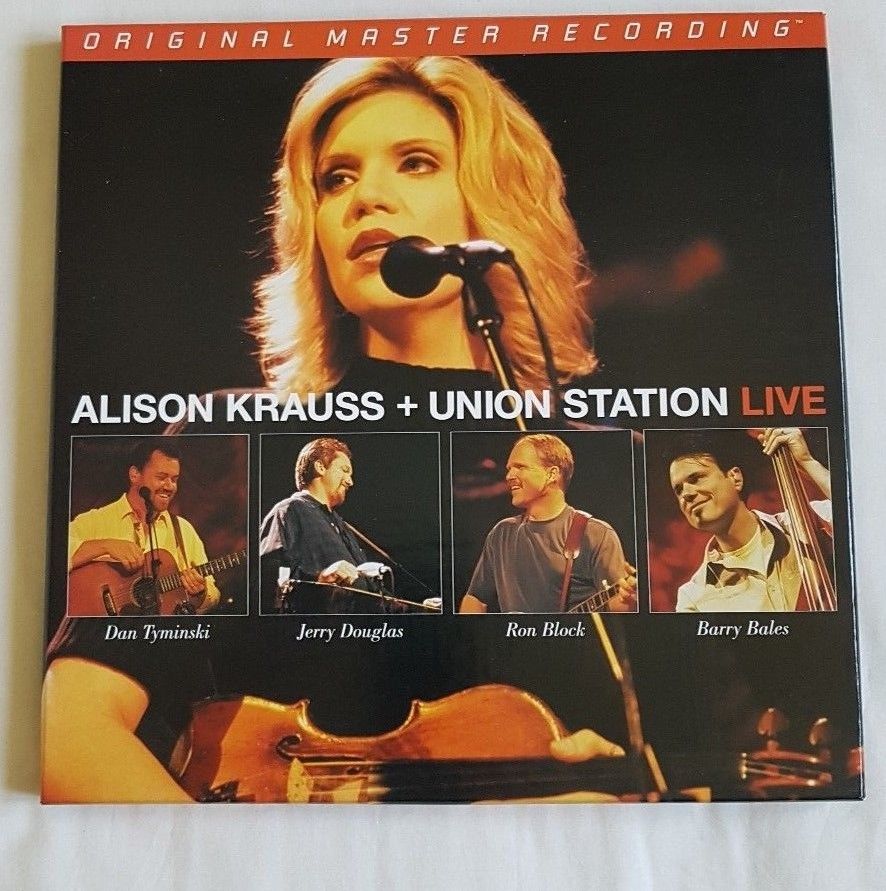 ORIGINAL MASTER RECORDING™
ALISON KRAUSS + UNION STATION LIVE
Dan Tyminski Jerry Douglas Ron Block Barry Bales